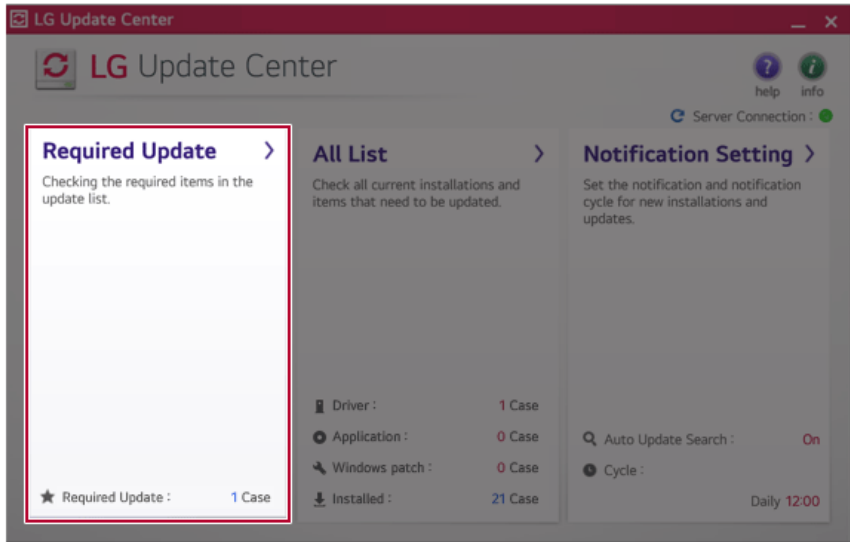 LG Update Center
LG Update Center
help
info
Server Connection :
Required Update >
Checking the required items in the
update list.
★ Required Update : 1 Case
All List >
Check all current installations and
items that need to be updated.
Driver : 1 Case
Application : 0 Case
Windows patch : 0 Case
Installed : 21 Case
Notification Setting >
Set the notification and notification
cycle for new installations and
updates.
Auto Update Search : On
Cycle :
Daily 12:00